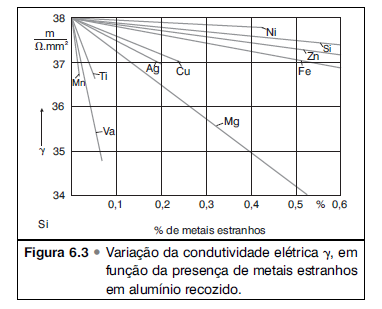 38
m
Ω.mm²
37
36
γ
35
34
Ni
Si
Zn
Fe
Mn
Ti
Ag
Cu
Va
Mg
0,1 0,2 0,3 0,4 0,5 % 0,6
Si
% de metais estranhos
Figura 6.3 • Variação da condutividade elétrica γ, em
função da presença de metais estranhos
em alumínio recozido.